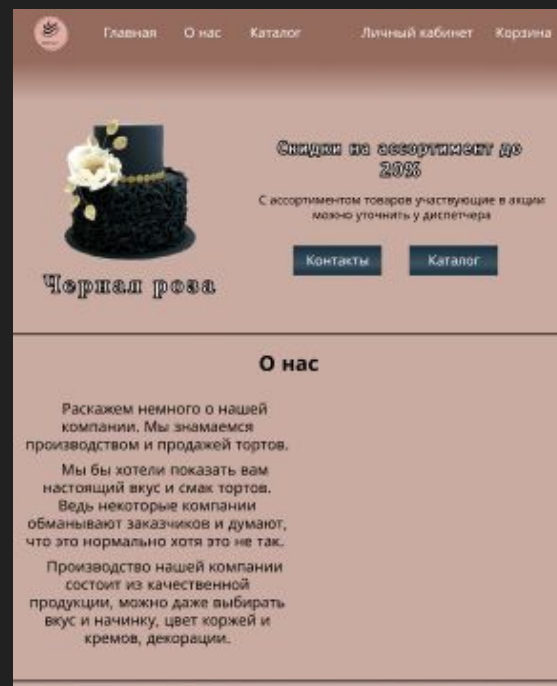 Главная О нас Каталог Личный кабинет Корзина
Скидки на ассортимент до
20%
С ассортиментом товаров участвующие в акции
можно уточнить у диспетчера
Контакты Каталог
Черная роза
О нас
Раскажем немного о нашей
компании. Мы знамаемся
производством и продажей тортов.
Мы бы хотели показать вам
настоящий вкус и смак тортов.
Ведь некоторые компании
обманывают заказчиков и думают,
что это нормально хотя это не так.
Производство нашей компании
состоит из качественной
продукции, можно даже выбирать
вкус и начинку, цвет коржей и
кремов, декорации.